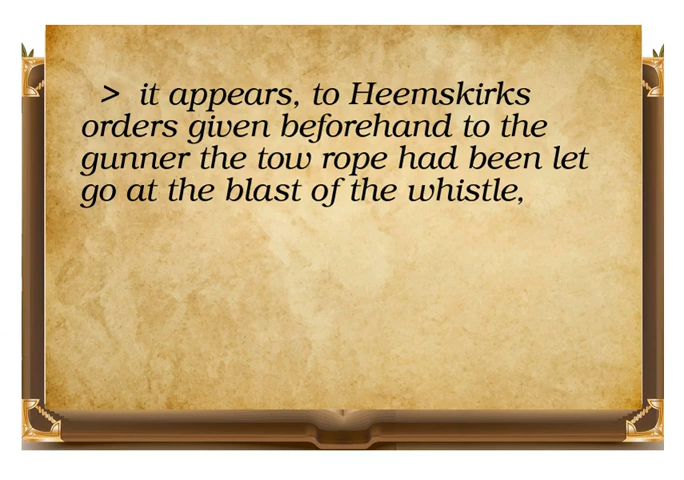 > it appears, to Heemskirks
orders given beforehand to the
gunner the tow rope had been let
go at the blast of the whistle,